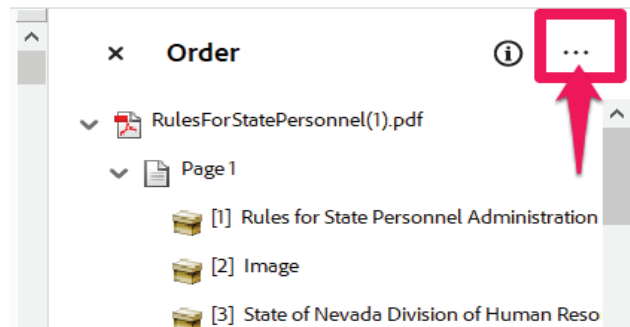 Order
RulesForStatePersonnel(1).pdf
Page 1
[1] Rules for State Personnel Administration
[2] Image
[3] State of Nevada Division of Human Reso